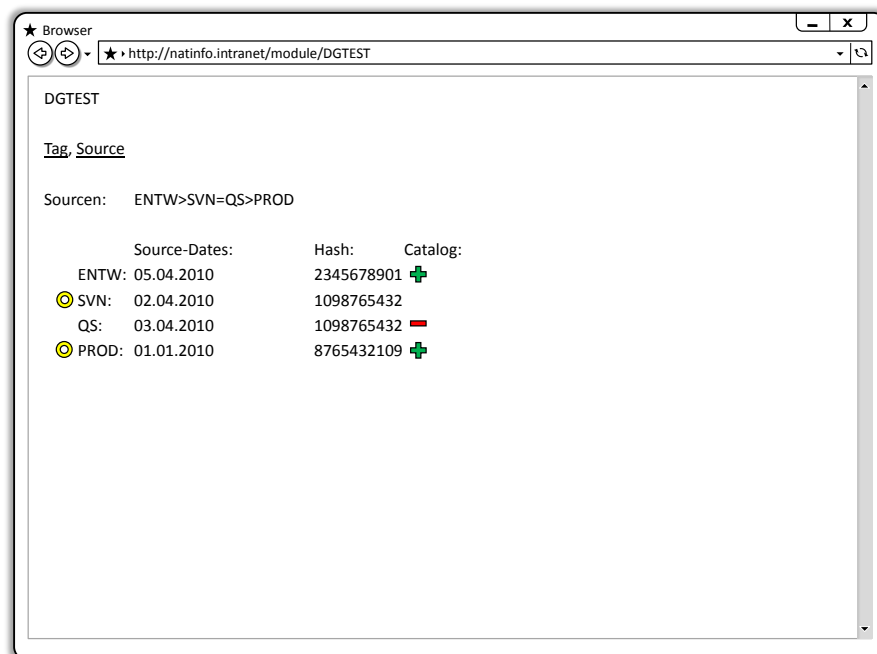 Browser
http://natinfo.intranet/module/DGTEST
DGTEST
Tag, Source
Sourcen: ENTW>SVN=QS>PROD
Source-Dates: Hash: Catalog:
ENTW: 05.04.2010 2345678901
SVN: 02.04.2010 1098765432
QS: 03.04.2010 1098765432
PROD: 01.01.2010 8765432109